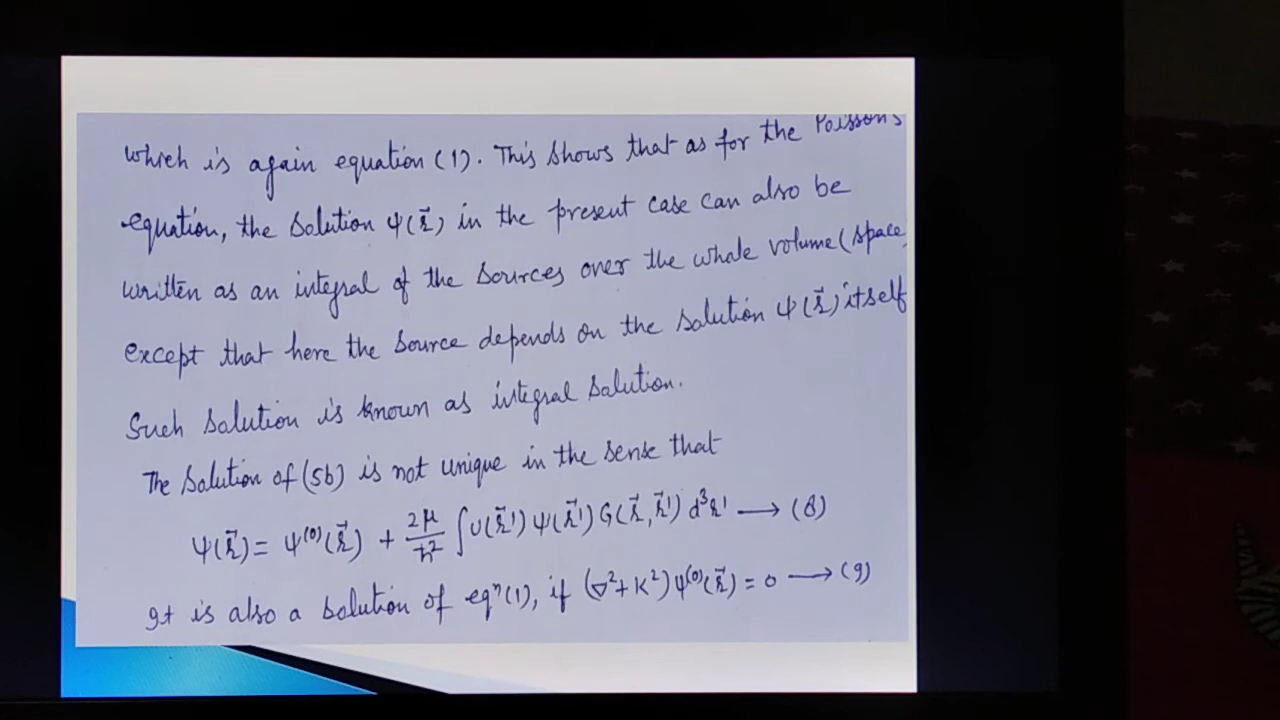 which is again equation (1). This shows that as for the Poissons
equation, the solution ψ(r⃗) in the present case can also be
written as an integral of the sources over the whole volume (space
except that here the source depends on the solution ψ(r⃗) itself
Such solution is known as integral solution.
The solution of (5b) is not unique in the sense that
ψ(r⃗) = ψ⁽⁰⁾(r⃗) + 2μ/ħ² ∫U(r⃗')ψ(r⃗')G(r⃗,r⃗')d³r' → (8)
It is also a solution of eqⁿ(1), if (∇²+K²)ψ⁽⁰⁾(r⃗) = 0 → (9)